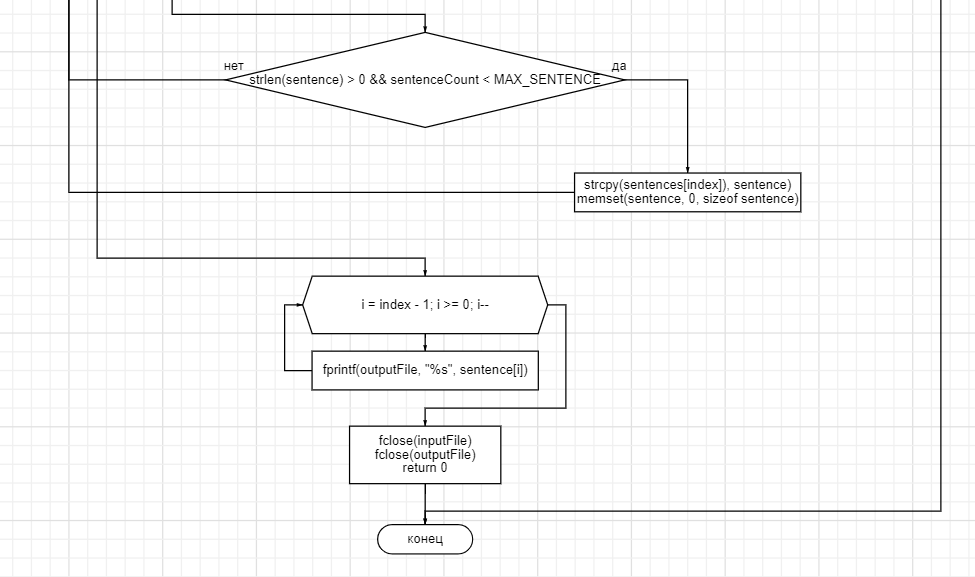 нет
да
strlen(sentence) > 0 && sentenceCount < MAX_SENTENCE
strcpy(sentences[index]), sentence)
memset(sentence, 0, sizeof sentence)
i = index - 1; i >= 0; i--
fprintf(outputFile, "%s", sentence[i])
fclose(inputFile)
fclose(outputFile)
return 0
конец